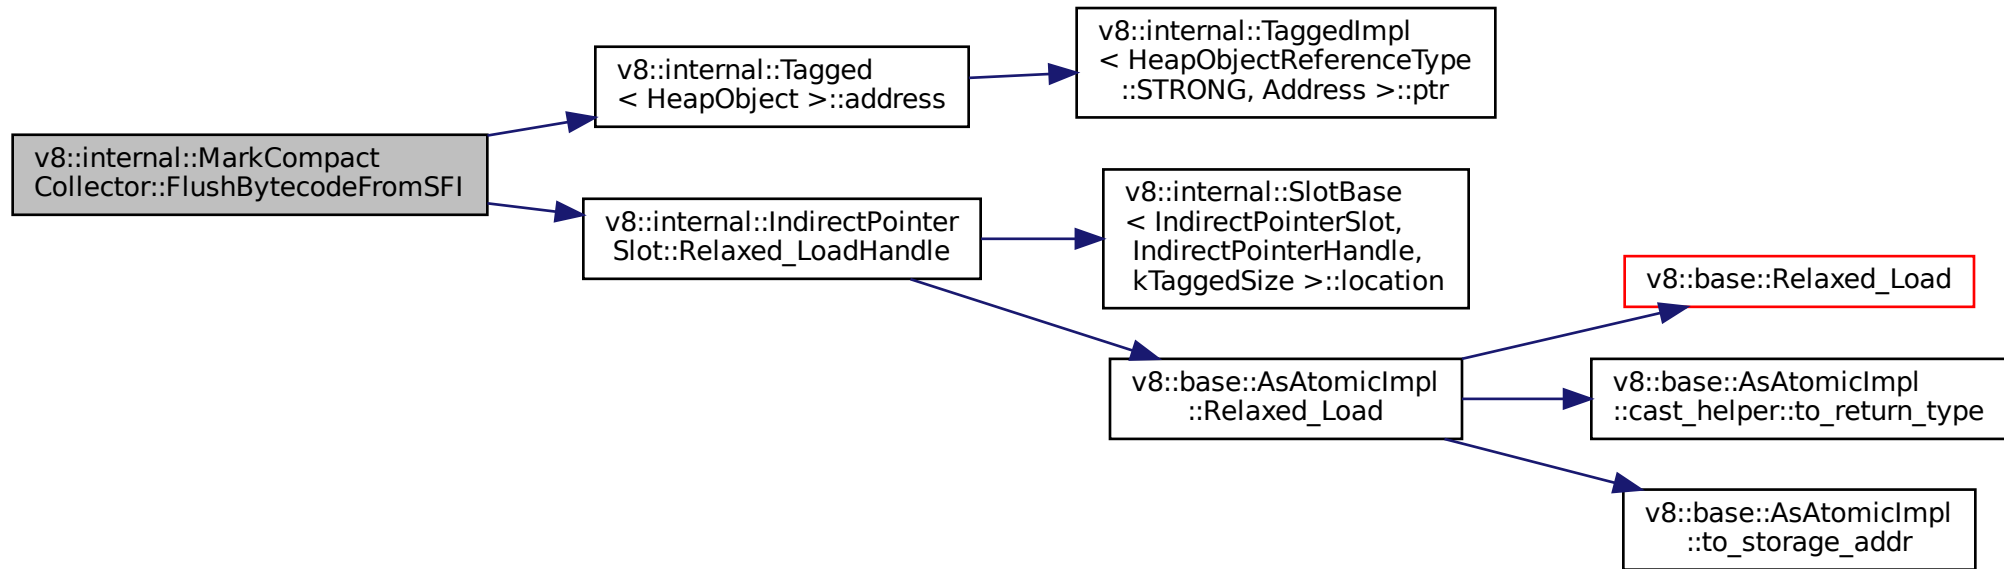 v8::internal::MarkCompact
Collector::FlushBytecodeFromSFI
v8::internal::Tagged
< HeapObject >::address
v8::internal::TaggedImpl
< HeapObjectReferenceType
::STRONG, Address >::ptr
v8::internal::IndirectPointer
Slot::Relaxed_LoadHandle
v8::internal::SlotBase
< IndirectPointerSlot,
IndirectPointerHandle,
kTaggedSize >::location
v8::base::AsAtomicImpl
::Relaxed_Load
v8::base::Relaxed_Load
v8::base::AsAtomicImpl
::cast_helper::to_return_type
v8::base::AsAtomicImpl
::to_storage_addr